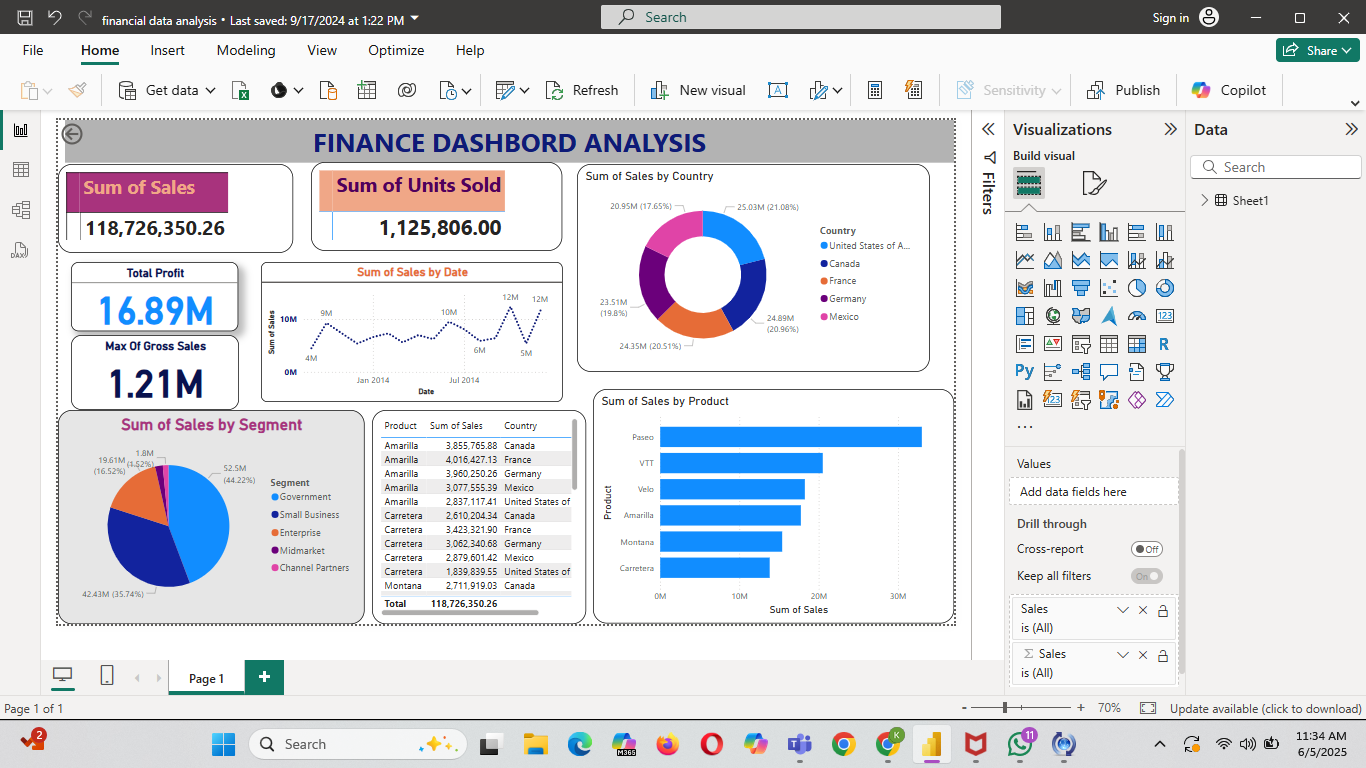 financial data analysis • Last saved: 9/17/2024 at 1:22 PM
Search
Sign in
File
Home
Insert
Modeling
View
Optimize
Help
Share
Get data
Refresh
New visual
Sensitivity
Publish
Copilot
FINANCE DASHBORD ANALYSIS
Sum of Sales
118,726,350.26
Sum of Units Sold
1,125,806.00
Total Profit
16.89M
Max Of Gross Sales
1.21M
Sum of Sales by Date
Sum of Sales
10M
0M
4M
9M
10M
6M
12M
5M
12M
Jan 2014
Jul 2014
Date
Sum of Sales by Country
20.95M (17.65%)
25.03M (21.08%)
23.51M
(19.8%)
24.89M
(20.96%)
24.35M (20.51%)
Country
United States of A...
Canada
France
Germany
Mexico
Sum of Sales by Segment
1.8M
(1.52%)
19.61M
(16.52%)
52.5M
(44.22%)
42.43M (35.74%)
Segment
Government
Small Business
Enterprise
Midmarket
Channel Partners
Product Sum of Sales Country
Amarilla 3,855,765.88 Canada
Amarilla 4,016,427.13 France
Amarilla 3,960,250.26 Germany
Amarilla 3,077,555.39 Mexico
Amarilla 2,837,117.41 United States of
Carretera 2,610,204.34 Canada
Carretera 3,423,321.90 France
Carretera 3,062,340.68 Germany
Carretera 2,879,601.42 Mexico
Carretera 1,839,839.55 United States of
Montana 2,711,919.03 Canada
Total 118,726,350.26
Sum of Sales by Product
Product
Paseo
VTT
Velo
Amarilla
Montana
Carretera
0M 10M 20M 30M
Sum of Sales
Filters
Visualizations
Build visual
123
R
Py
...
Values
Add data fields here
Drill through
Cross-report
Off
Keep all filters
On
Sales
is (All)
Σ Sales
is (All)
Data
Search
Sheet1
DAX
Page 1
Page 1 of 1
- + 70%
Update available (click to download)
2
Search
M365
K
11
11:34 AM
6/5/2025